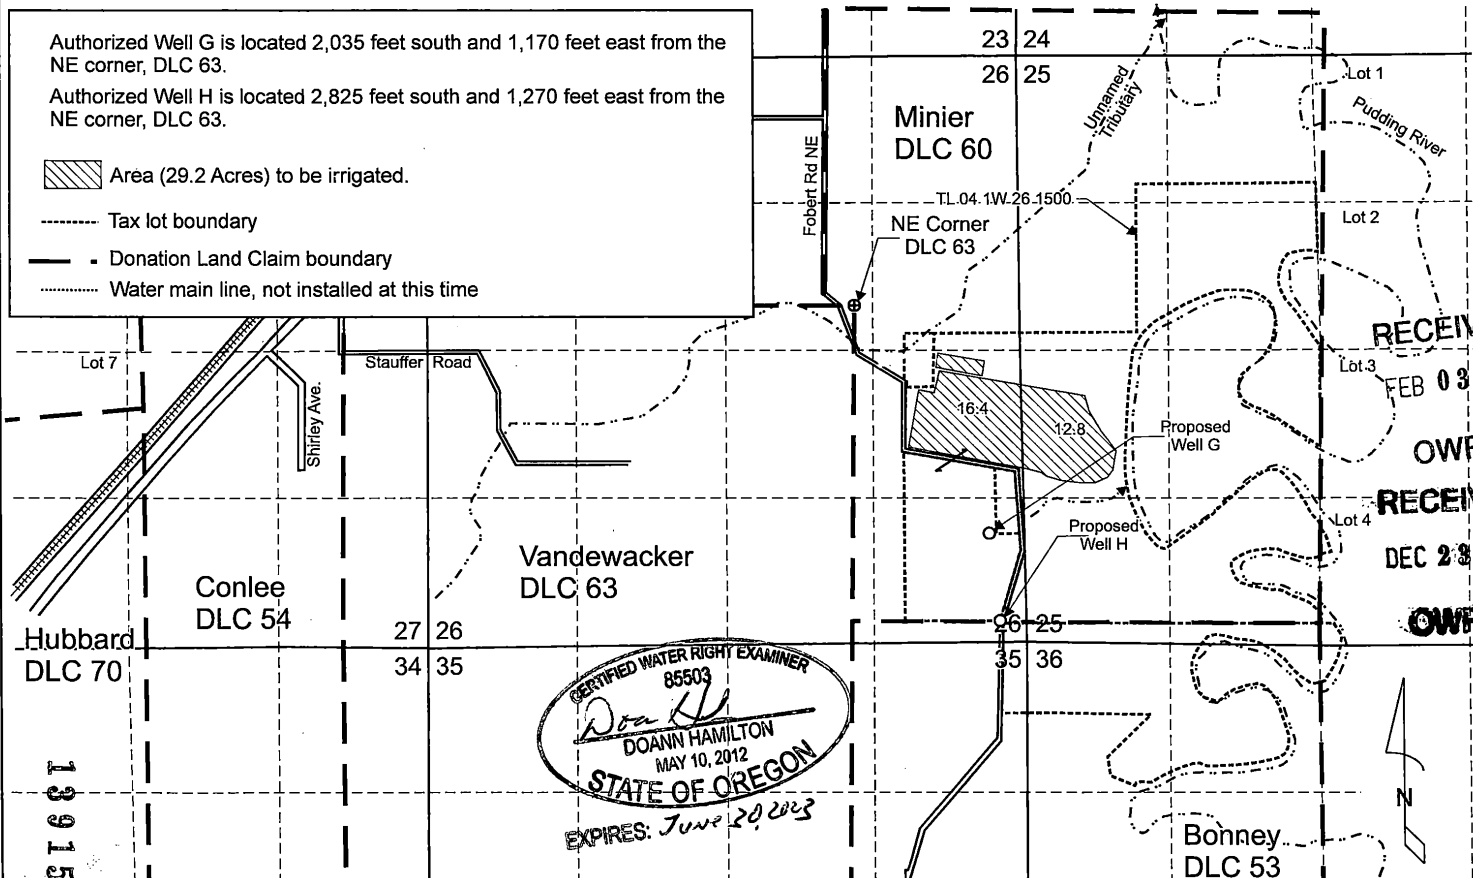 Authorized Well G is located 2,035 feet south and 1,170 feet east from the
NE corner, DLC 63.
Authorized Well H is located 2,825 feet south and 1,270 feet east from the
NE corner, DLC 63.
Area (29.2 Acres) to be irrigated.
Tax lot boundary
Donation Land Claim boundary
Water main line, not installed at this time
23 24
26 25
Lot 1
Minier
DLC 60
Unnamed
Tributary
Pudding River
Fobert Rd NE
TL 04 1W 26 1500
NE Corner
DLC 63
Lot 2
Lot 7
Stauffer Road
Shirley Ave.
Lot 3
16.4
12.8
Proposed
Well G
FEB 03
Lot 4
Proposed
Well H
DEC 23
Vandewacker
DLC 63
Conlee
DLC 54
Hubbard
DLC 70
27 26
34 35
26 25
35 36
CERTIFIED WATER RIGHT EXAMINER
85503
DOANN HAMILTON
MAY 10, 2012
STATE OF OREGON
EXPIRES: June 30, 2023
13915
N
Bonney
DLC 53